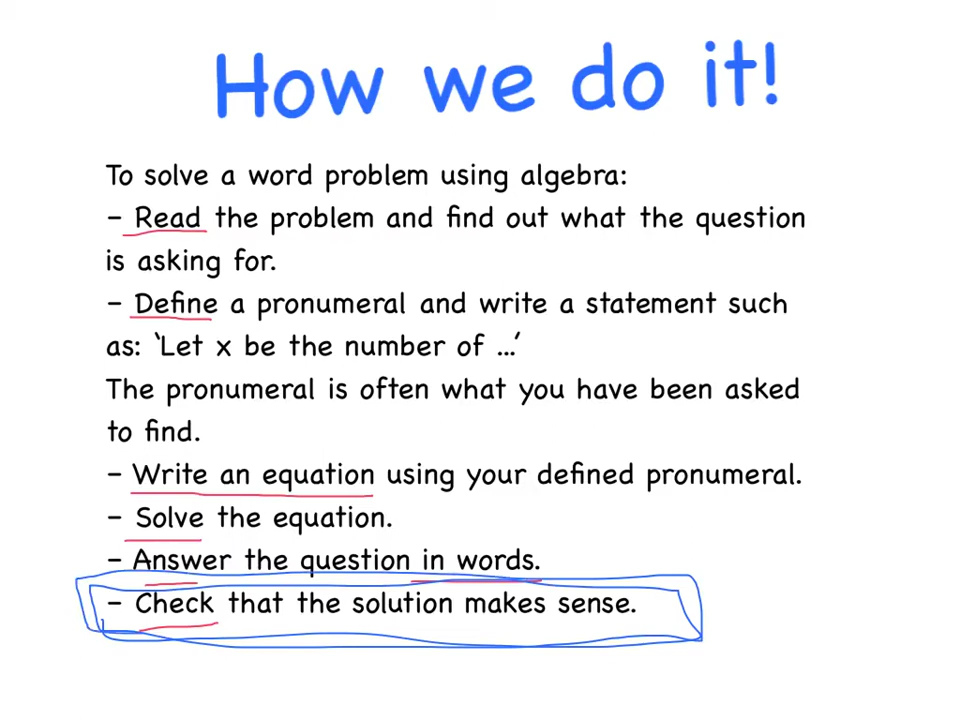 How we do it!
To solve a word problem using algebra:
– Read the problem and find out what the question
is asking for.
– Define a pronumeral and write a statement such
as: ‘Let x be the number of ...’
The pronumeral is often what you have been asked
to find.
– Write an equation using your defined pronumeral.
– Solve the equation.
– Answer the question in words.
– Check that the solution makes sense.